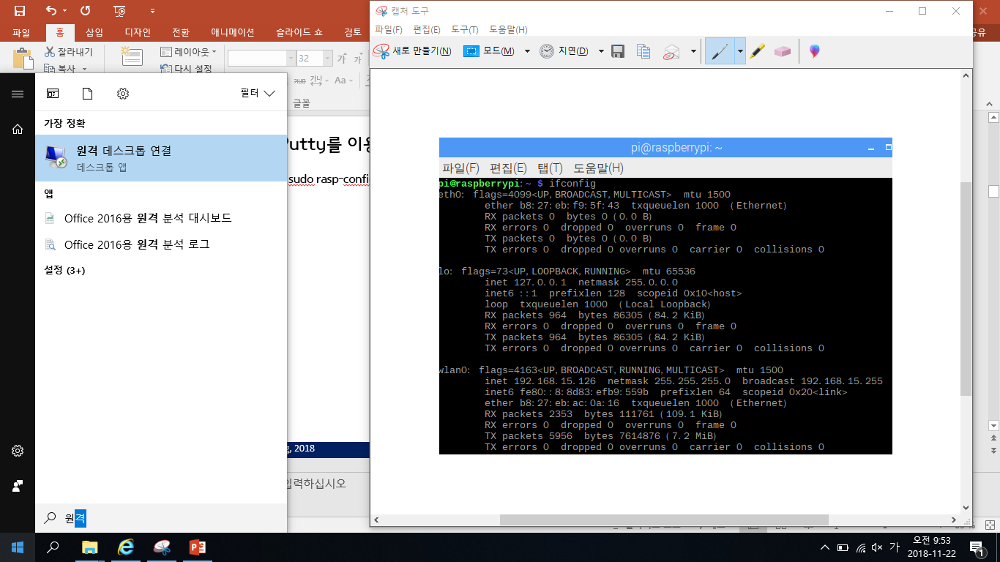 파일
홈
삽입
디자인
전환
애니메이션
슬라이드 쇼
검토
공유
잘라내기
복사
레이아웃
다시 설정
32
가
가
간냐
Aa
글꼴
필터
가장 정확
원격 데스크톱 연결
데스크톱 앱
앱
Office 2016용 원격 분석 대시보드
Office 2016용 원격 분석 로그
설정 (3+)
원격
utty를 이용
sudo rasp-confi
, 2018
입력하십시오
캡처 도구
파일(F) 편집(E) 도구(T) 도움말(H)
새로 만들기(N) 모드(M) 지연(D)
pi@raspberrypi: ~
파일(F) 편집(E) 탭(T) 도움말(H)
pi@raspberrypi: ~ $ ifconfig
eth0: flags=4099<UP,BROADCAST,MULTICAST> mtu 1500
ether b8:27:eb:f9:5f:43 txqueuelen 1000 (Ethernet)
RX packets 0 bytes 0 (0.0 B)
RX errors 0 dropped 0 overruns 0 frame 0
TX packets 0 bytes 0 (0.0 B)
TX errors 0 dropped 0 overruns 0 carrier 0 collisions 0
lo: flags=73<UP,LOOPBACK,RUNNING> mtu 65536
inet 127.0.0.1 netmask 255.0.0.0
inet6 ::1 prefixlen 128 scopeid 0x10<host>
loop txqueuelen 1000 (Local Loopback)
RX packets 964 bytes 86305 (84.2 KiB)
RX errors 0 dropped 0 overruns 0 frame 0
TX packets 964 bytes 86305 (84.2 KiB)
TX errors 0 dropped 0 overruns 0 carrier 0 collisions 0
wlan0: flags=4163<UP,BROADCAST,RUNNING,MULTICAST> mtu 1500
inet 192.168.15.126 netmask 255.255.255.0 broadcast 192.168.15.255
inet6 fe80::8:8d83:efb9:559b prefixlen 64 scopeid 0x20<link>
ether b8:27:eb:ac:0a:16 txqueuelen 1000 (Ethernet)
RX packets 2353 bytes 111761 (109.1 KiB)
RX errors 0 dropped 0 overruns 0 frame 0
TX packets 5956 bytes 7614876 (7.2 MiB)
TX errors 0 dropped 0 overruns 0 carrier 0 collisions 0
가
오전 9:53
2018-11-22
1